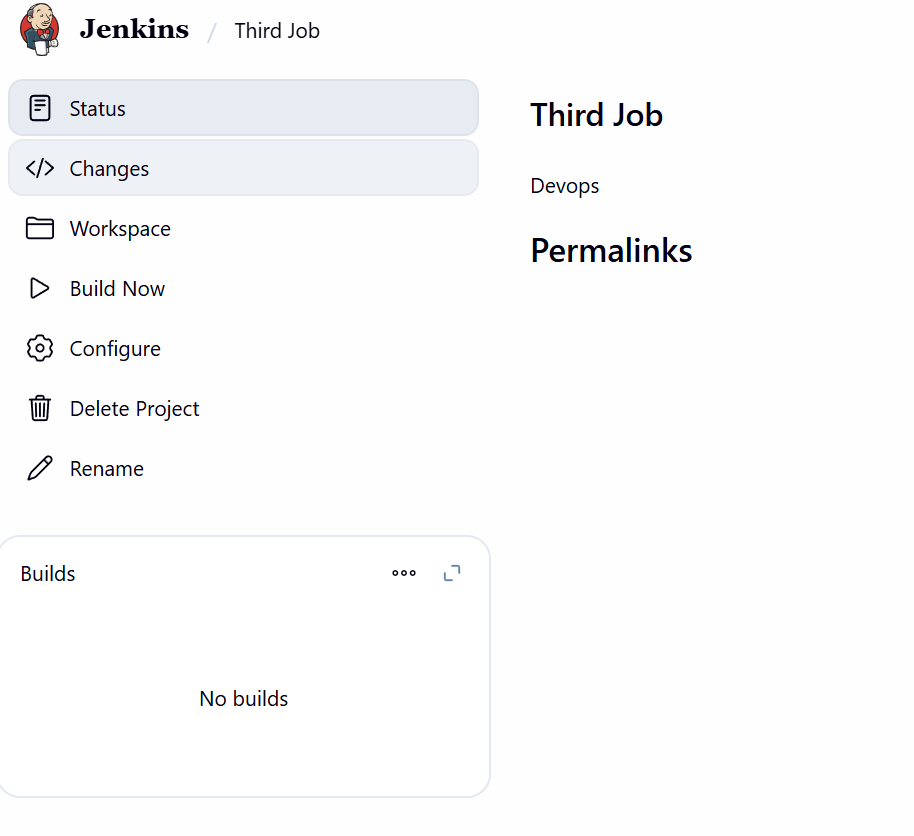 Jenkins / Third Job
Status
Changes
Workspace
Build Now
Configure
Delete Project
Rename
Builds
No builds
Third Job
Devops
Permalinks